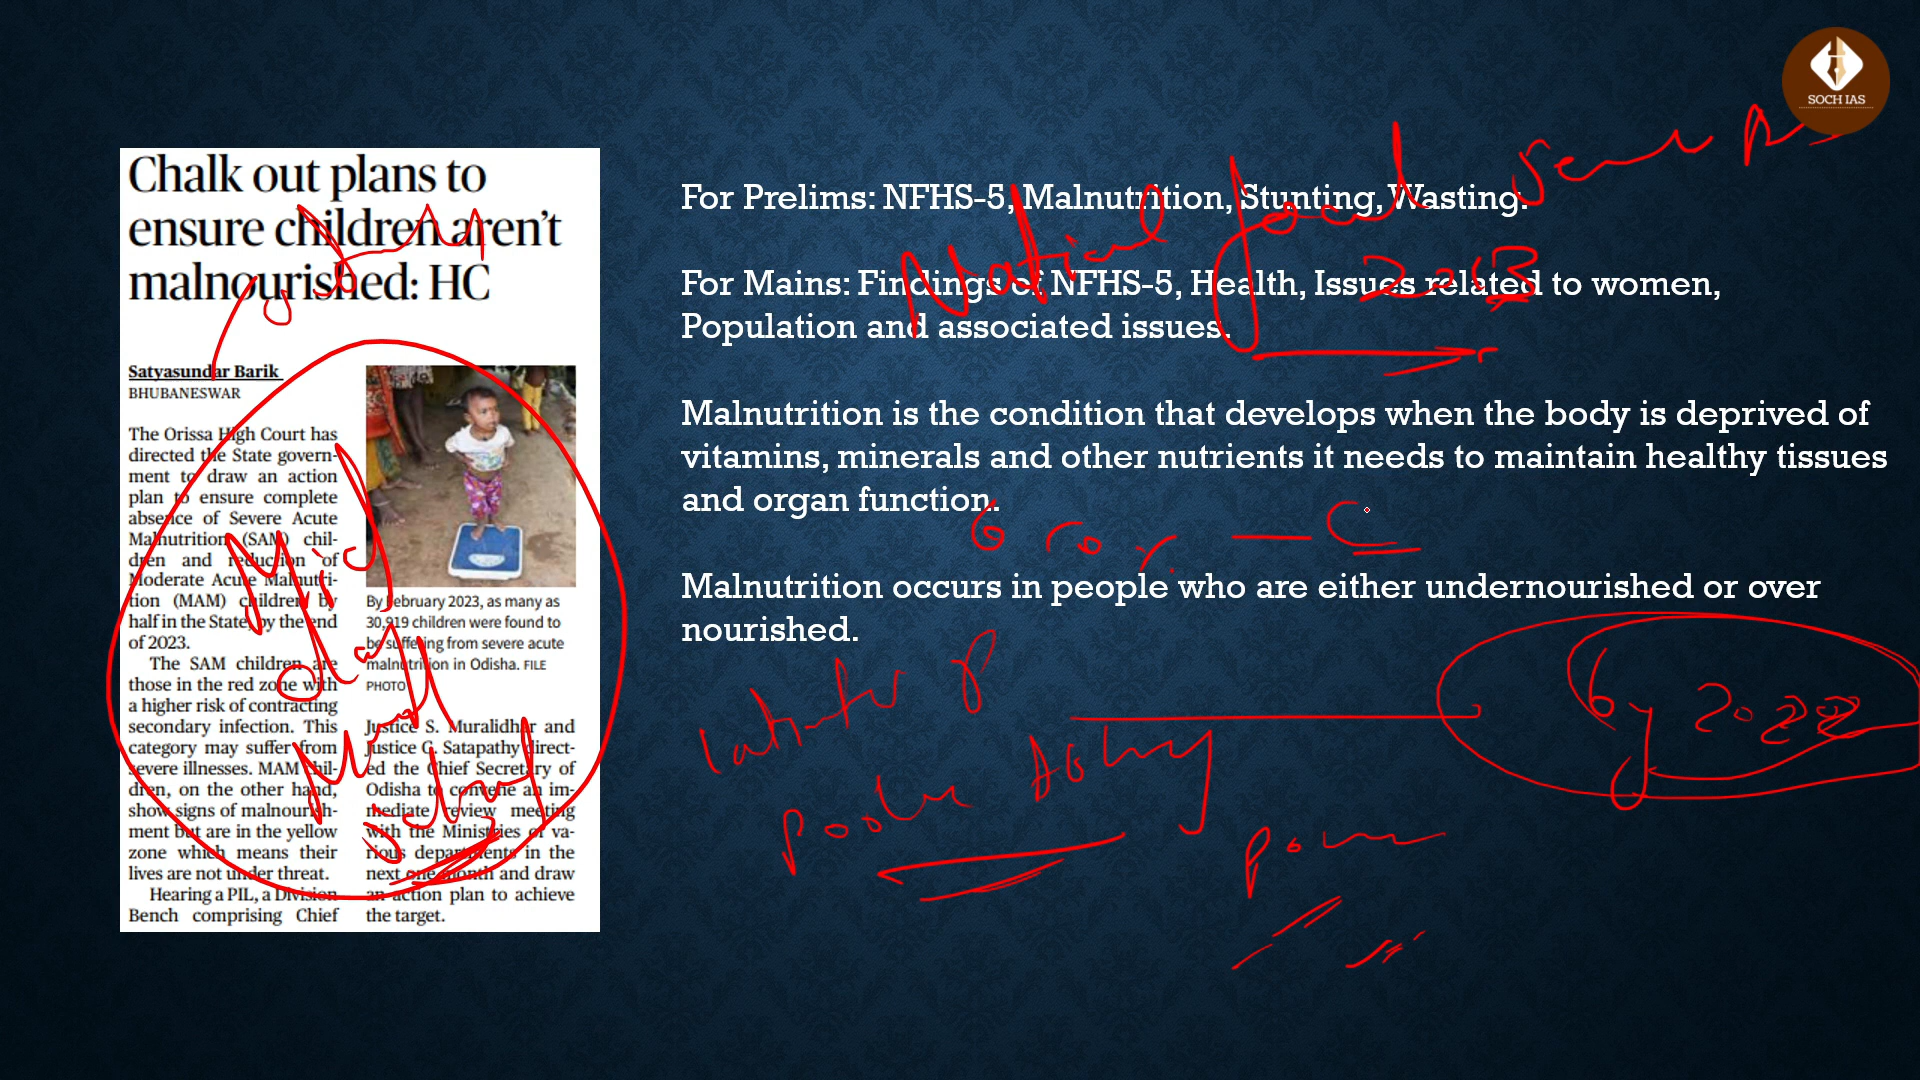 SOCH IAS
Chalk out plans to
ensure children aren't
malnourished: HC
Satyasundar Barik
BHUBANESWAR
The Orissa High Court has
directed the State govern-
ment to draw an action
plan to ensure complete
absence of Severe Acute
Malnutrition (SAM) chil-
dren and reduction of
Moderate Acute Malnutri-
tion (MAM) children by
half in the State, by the end
of 2023.
The SAM children are
those in the red zone with
a higher risk of contracting
secondary infection. This
category may suffer from
severe illnesses. MAM chil-
dren, on the other hand,
show signs of malnourish-
ment but are in the yellow
zone which means their
lives are not under threat.
Hearing a PIL, a Division
Bench comprising Chief
By February 2023, as many as
30,919 children were found to
be suffering from severe acute
malnutrition in Odisha. FILE
PHOTO
Justice S. Muralidhar and
Justice G. Satapathy direct-
ed the Chief Secretary of
Odisha to convene an im-
mediate review meeting
with the Ministries of va-
rious departments in the
next one month and draw
an action plan to achieve
the target.
For Prelims: NFHS-5, Malnutrition, Stunting, Wasting.
For Mains: Findings of NFHS-5, Health, Issues related to women,
Population and associated issues.
Malnutrition is the condition that develops when the body is deprived of
vitamins, minerals and other nutrients it needs to maintain healthy tissues
and organ function.
Malnutrition occurs in people who are either undernourished or over
nourished.
National food
2013
by 2022